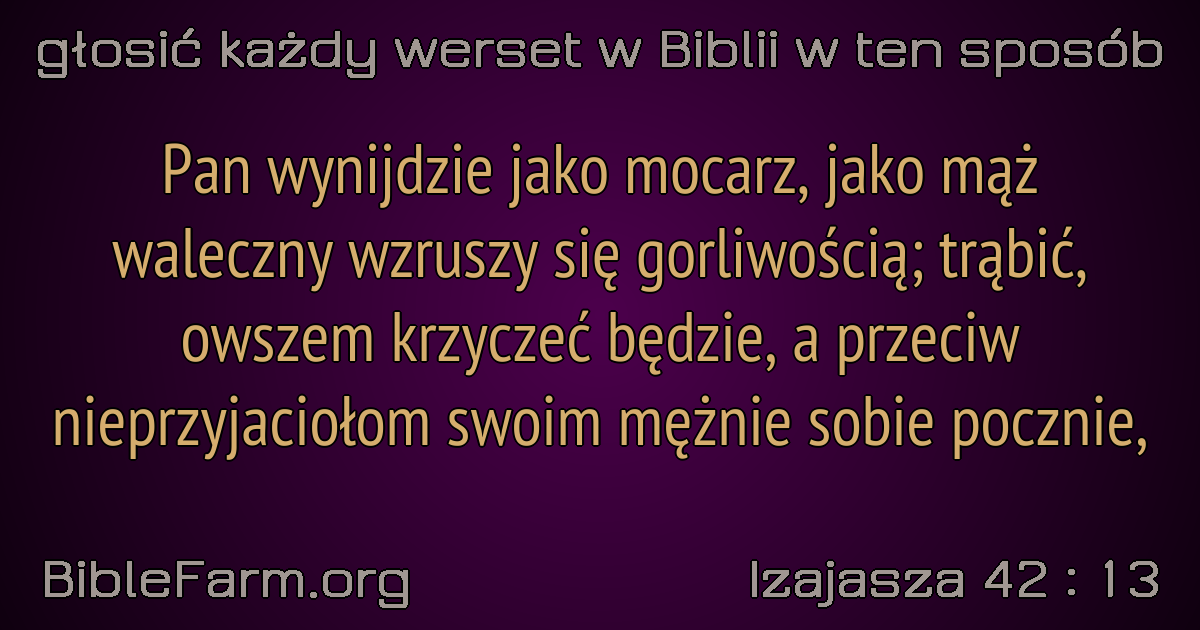 głosić każdy werset w Biblii w ten sposób
Pan wynijdzie jako mocarz, jako mąż
waleczny wzruszy się gorliwością; trąbić,
owszem krzyczeć będzie, a przeciw
nieprzyjaciołom swoim mężnie sobie pocznie,
BibleFarm.org
Izajasza 42 : 13